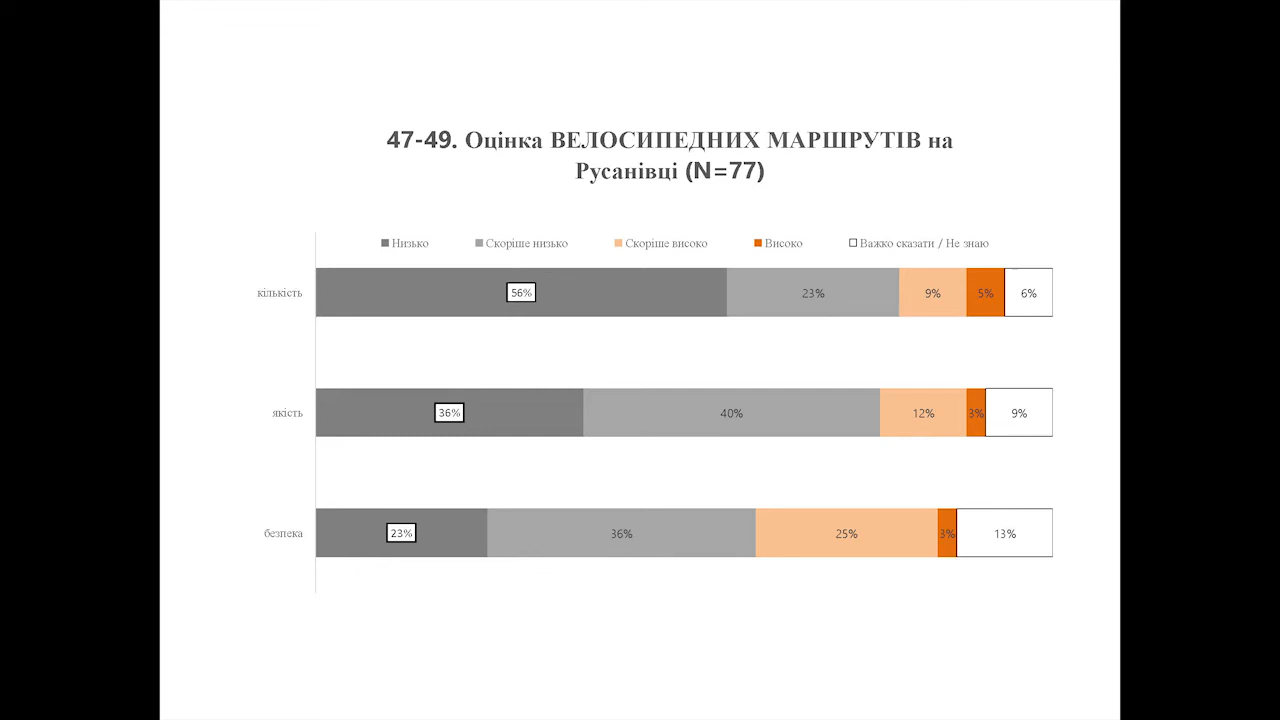 47-49. Оцінка ВЕЛОСИПЕДНИХ МАРШРУТІВ на
Русанівці (N=77)
Низько Скоріше низько Скоріше високо Високо Важко сказати / Не знаю
кількість 56% 23% 9% 5% 6%
якість 36% 40% 12% 3% 9%
безпека 23% 36% 25% 3% 13%